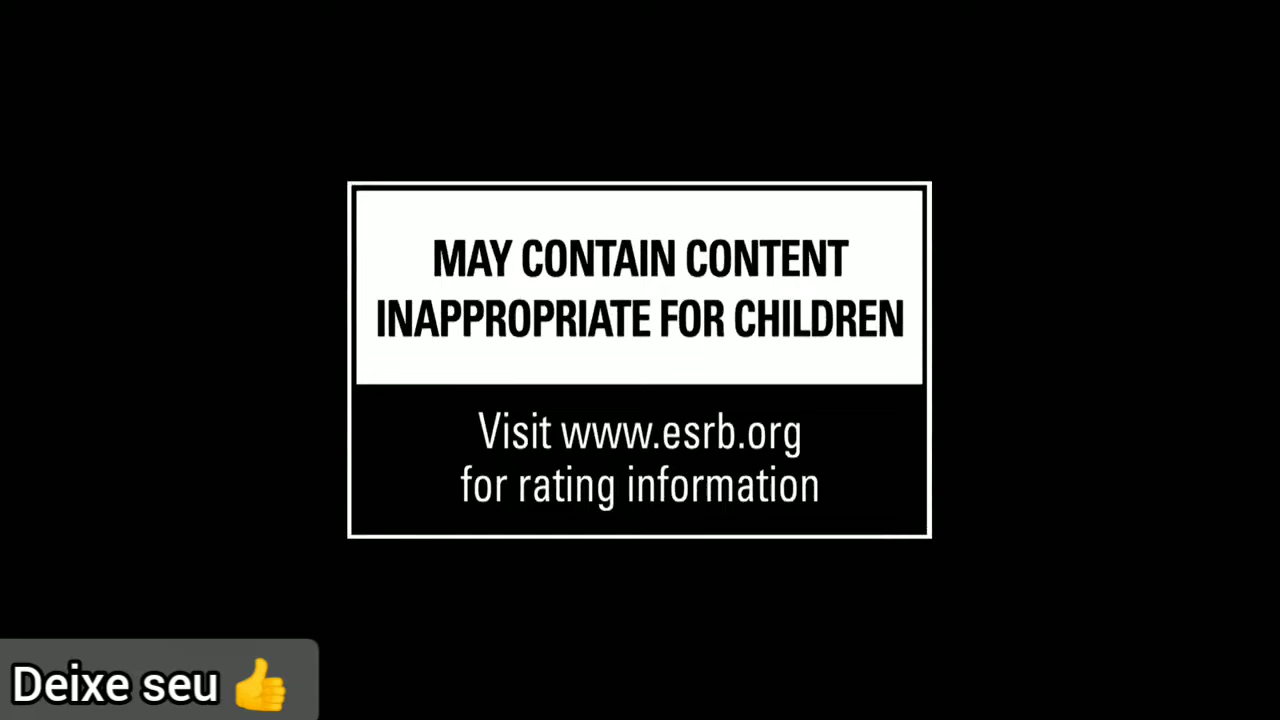 MAY CONTAIN CONTENT
INAPPROPRIATE FOR CHILDREN
Visit www.esrb.org
for rating information
Deixe seu 👍